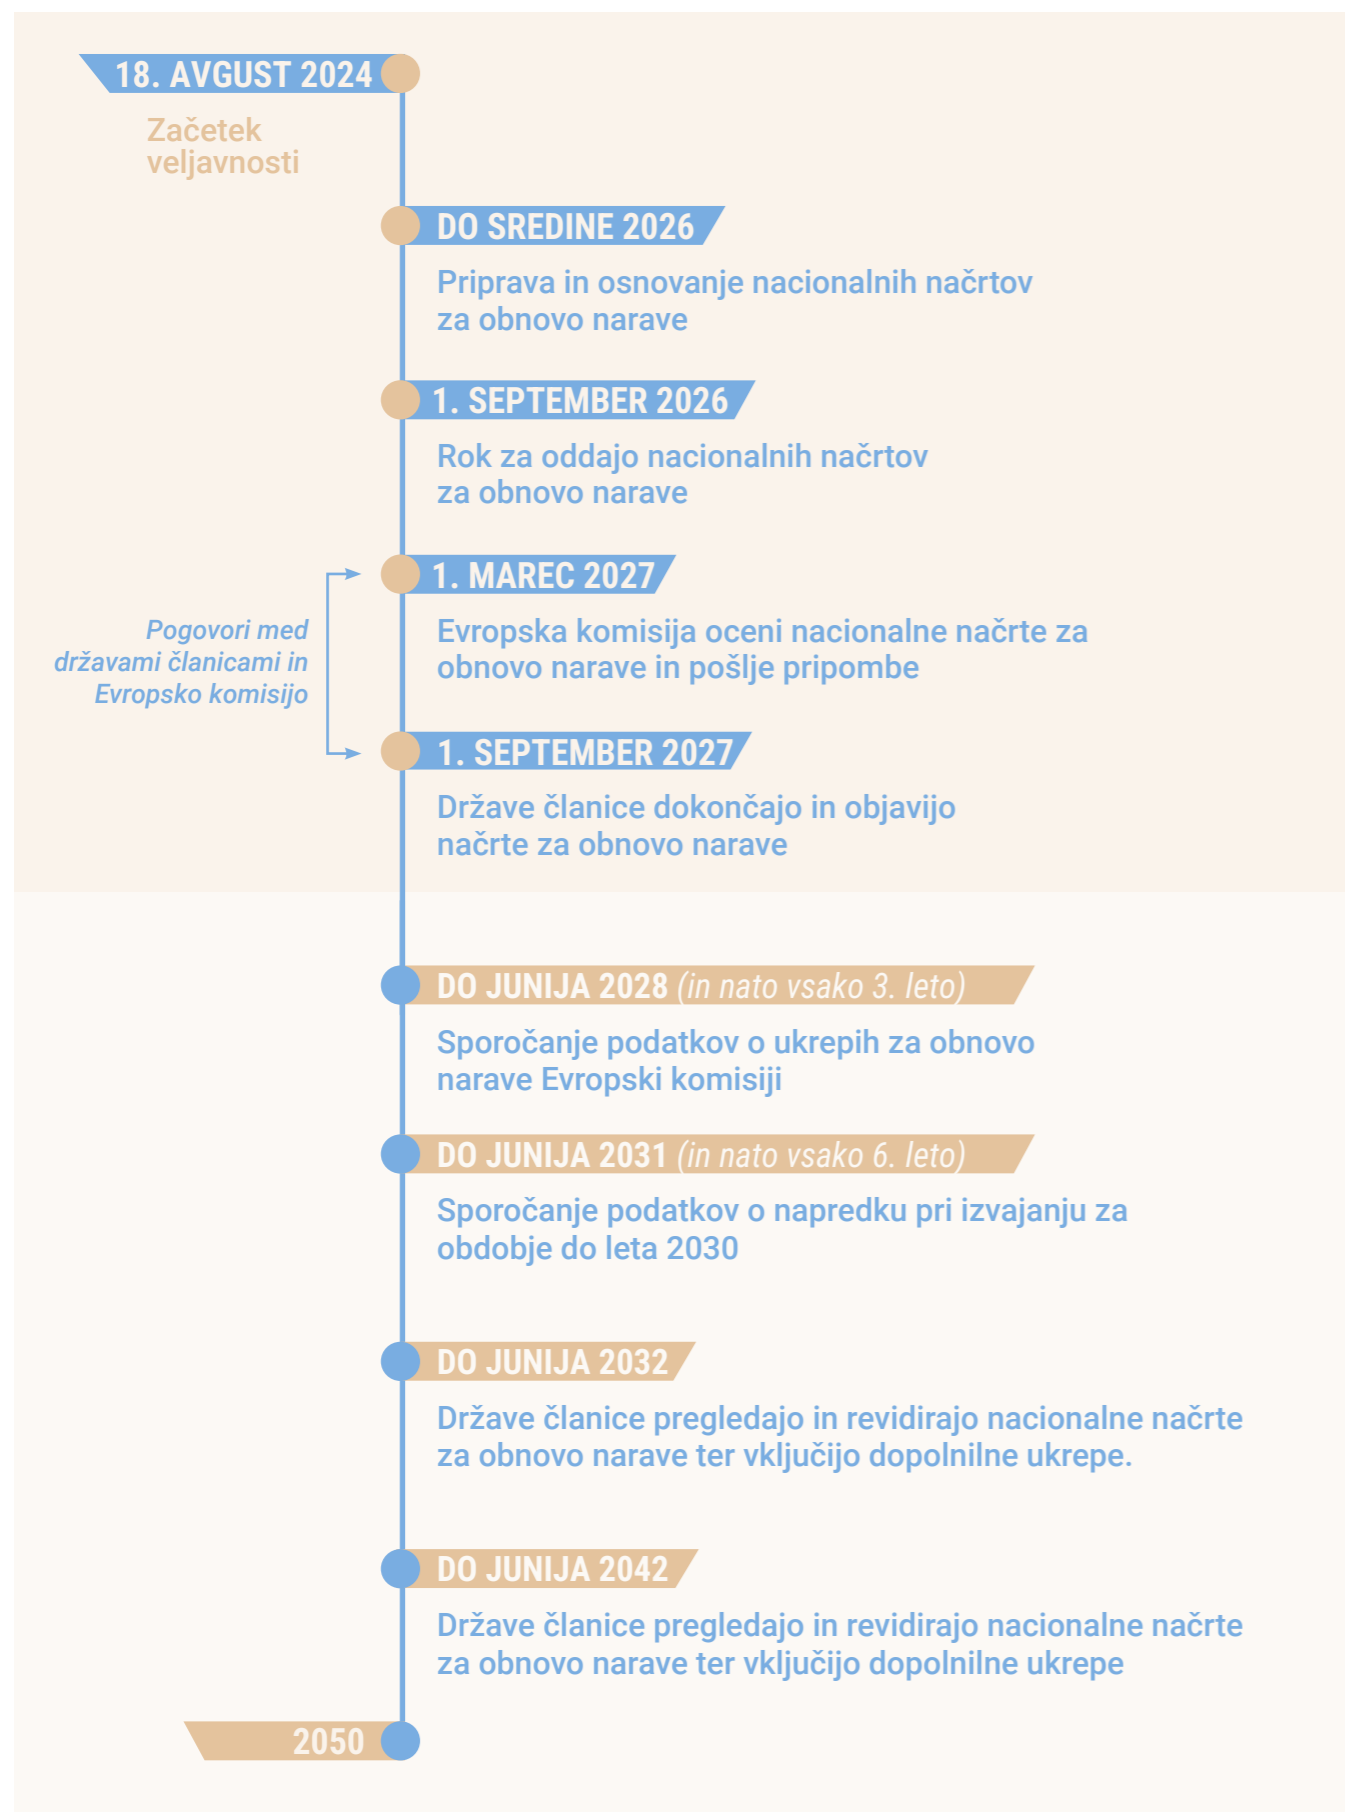 18. AVGUST 2024
Začetek
veljavnosti
DO SREDINE 2026
Priprava in osnovanje nacionalnih načrtov
za obnovo narave
1. SEPTEMBER 2026
Rok za oddajo nacionalnih načrtov
za obnovo narave
1. MAREC 2027
Evropska komisija oceni nacionalne načrte za
obnovo narave in pošlje pripombe
Pogovori med
državami članicami in
Evropsko komisijo
1. SEPTEMBER 2027
Države članice dokončajo in objavijo
načrte za obnovo narave
DO JUNIJA 2028 (in nato vsako 3. leto)
Sporočanje podatkov o ukrepih za obnovo
narave Evropski komisiji
DO JUNIJA 2031 (in nato vsako 6. leto)
Sporočanje podatkov o napredku pri izvajanju za
obdobje do leta 2030
DO JUNIJA 2032
Države članice pregledajo in revidirajo nacionalne načrte
za obnovo narave ter vključijo dopolnilne ukrepe.
DO JUNIJA 2042
Države članice pregledajo in revidirajo nacionalne načrte
za obnovo narave ter vključijo dopolnilne ukrepe
2050